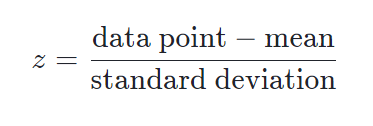 z = data point − mean
standard deviation